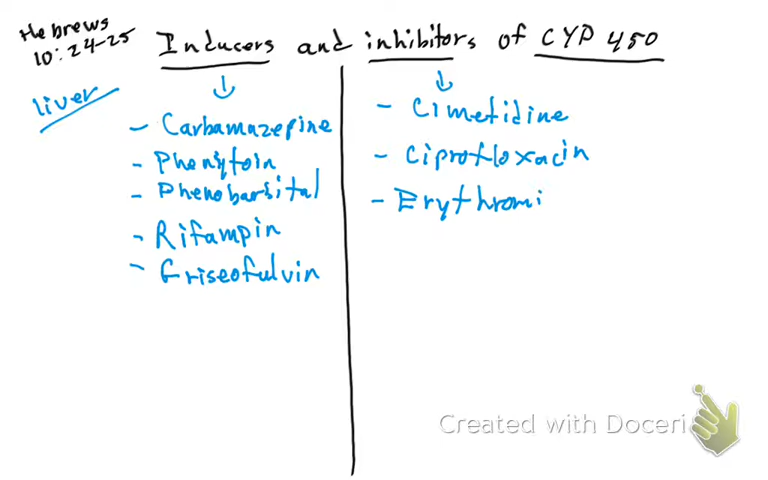 Hebrews
10:24-25
Inducers and inhibitors of CYP 450
liver
- Carbamazepine
- Phenytoin
- Phenobarbital
- Rifampin
- Griseofulvin
- Cimetidine
- Ciprofloxacin
- Erythromi
Created with Doceri